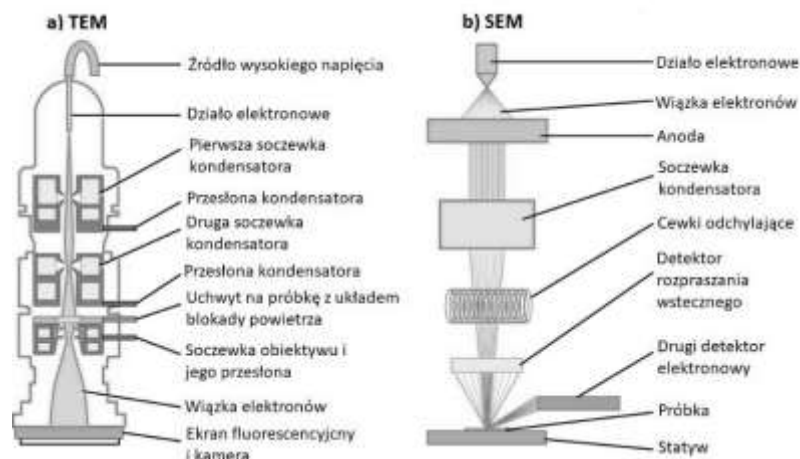 a) TEM
Źródło wysokiego napięcia
Działo elektronowe
Pierwsza soczewka
kondensatora
Przesłona kondensatora
Druga soczewka
kondensatora
Przesłona kondensatora
Uchwyt na próbkę z układem
blokady powietrza
Soczewka obiektywu i
jego przesłona
Wiązka elektronów
Ekran fluorescencyjny
i kamera
b) SEM
Działo elektronowe
Wiązka elektronów
Anoda
Soczewka
kondensatora
Cewki odchylające
Detektor
rozpraszania
wstecznego
Drugi detektor
elektronowy
Próbka
Statyw